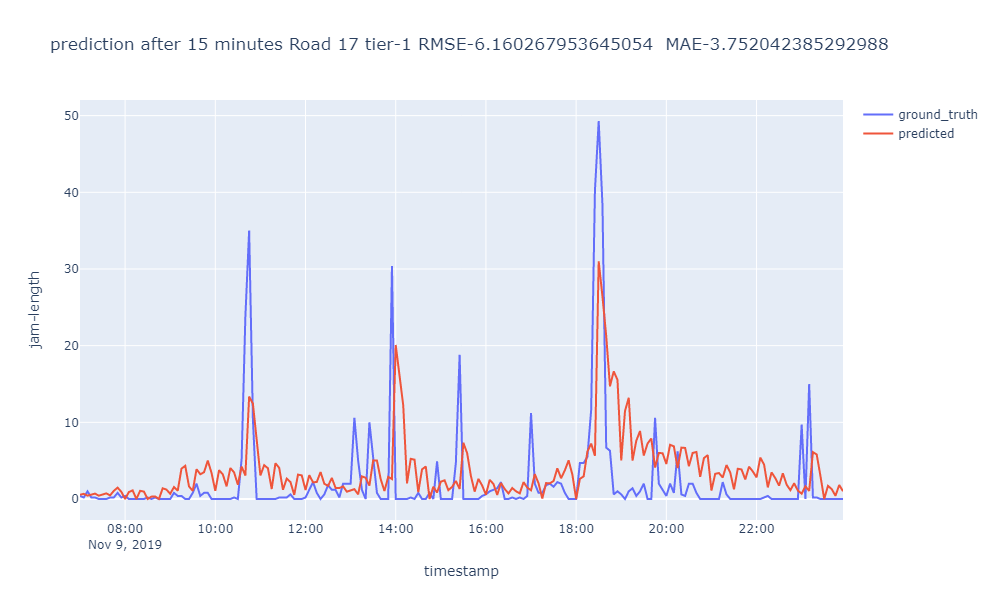 prediction after 15 minutes Road 17 tier-1 RMSE-6.160267953645054  MAE-3.752042385292988
ground_truth
predicted
jam-length
50
40
30
20
10
0
08:00 10:00 12:00 14:00 16:00 18:00 20:00 22:00
Nov 9, 2019
timestamp